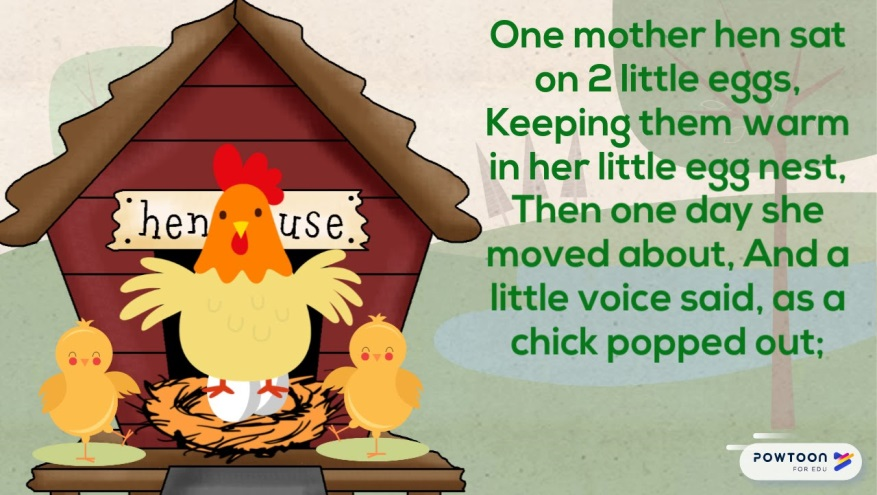 hen use
One mother hen sat
on 2 little eggs,
Keeping them warm
in her little egg nest,
Then one day she
moved about, And a
little voice said, as a
chick popped out;
POWTOON
FOR EDU